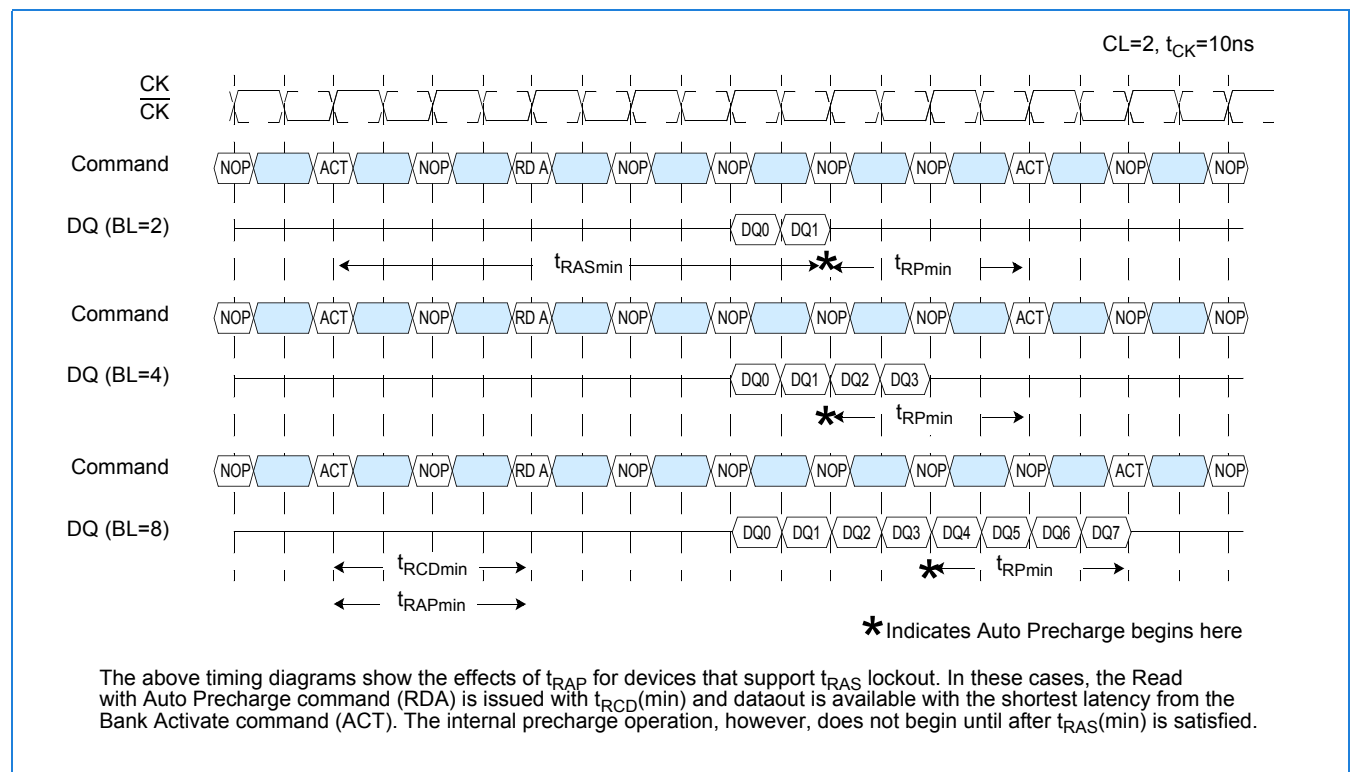 CL=2, tCK=10ns
CK
CK
Command NOP ACT NOP RD A NOP NOP NOP NOP ACT NOP NOP
DQ (BL=2) DQ0 DQ1
tRASmin * tRPmin
Command NOP ACT NOP RD A NOP NOP NOP NOP ACT NOP NOP
DQ (BL=4) DQ0 DQ1 DQ2 DQ3
* tRPmin
Command NOP ACT NOP RD A NOP NOP NOP NOP NOP ACT NOP
DQ (BL=8) DQ0 DQ1 DQ2 DQ3 DQ4 DQ5 DQ6 DQ7
tRCDmin * tRPmin
tRAPmin
* Indicates Auto Precharge begins here
The above timing diagrams show the effects of tRAP for devices that support tRAS lockout. In these cases, the Read
with Auto Precharge command (RDA) is issued with tRCD(min) and dataout is available with the shortest latency from the
Bank Activate command (ACT). The internal precharge operation, however, does not begin until after tRAS(min) is satisfied.